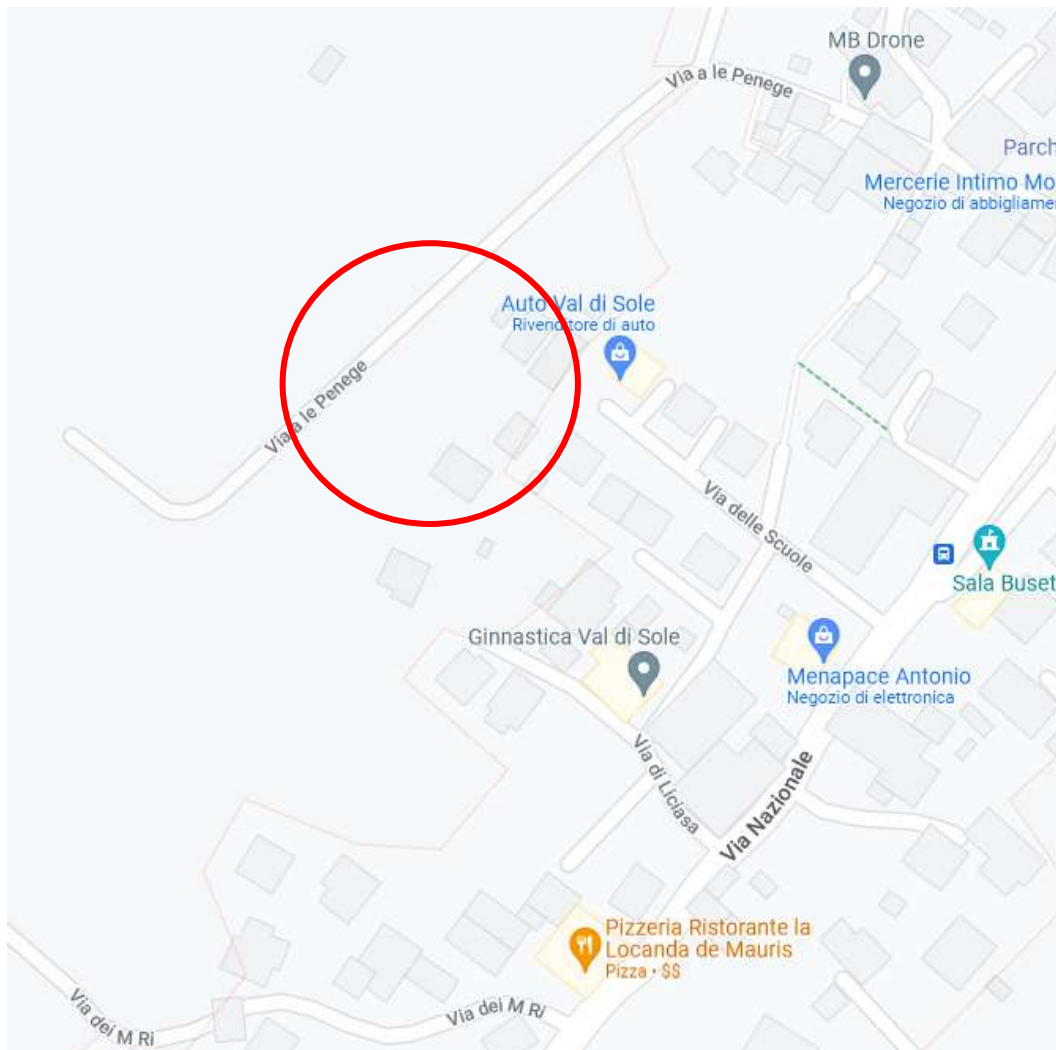 MB Drone
Via a le Penege
Parch
Mercerie Intimo Mo
Negozio di abbigliame
Auto Val di Sole
Rivenditore di auto
Via a le Penege
Via delle Scuole
Sala Buset
Ginnastica Val di Sole
Menapace Antonio
Negozio di elettronica
Via di Liciasa
Via Nazionale
Pizzeria Ristorante la
Locanda de Mauris
Pizza · $$
Via dei M Ri
Via dei M Ri